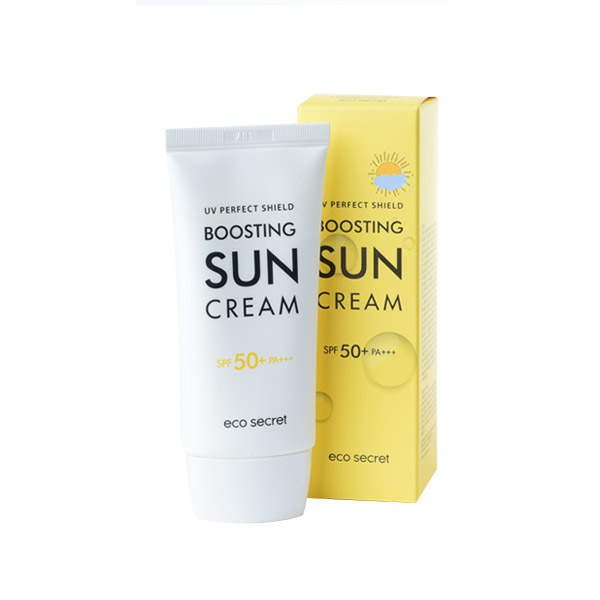 UV PERFECT SHIELD
BOOSTING
SUN
CREAM
SPF 50+ PA+++
eco secret
V PERFECT SHIELD
BOOSTING
SUN
CREAM
SPF 50+ PA+++
eco secret